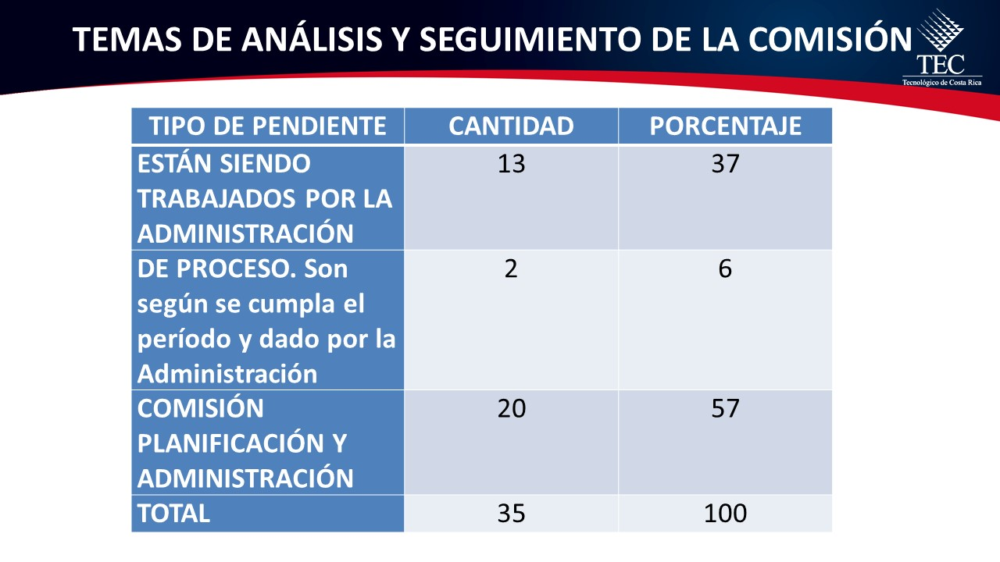 TEMAS DE ANÁLISIS Y SEGUIMIENTO DE LA COMISIÓN
TEC
Tecnológico de Costa Rica
TIPO DE PENDIENTE CANTIDAD PORCENTAJE
ESTÁN SIENDO 13 37
TRABAJADOS POR LA
ADMINISTRACIÓN
DE PROCESO. Son 2 6
según se cumpla el
período y dado por la
Administración
COMISIÓN 20 57
PLANIFICACIÓN Y
ADMINISTRACIÓN
TOTAL 35 100